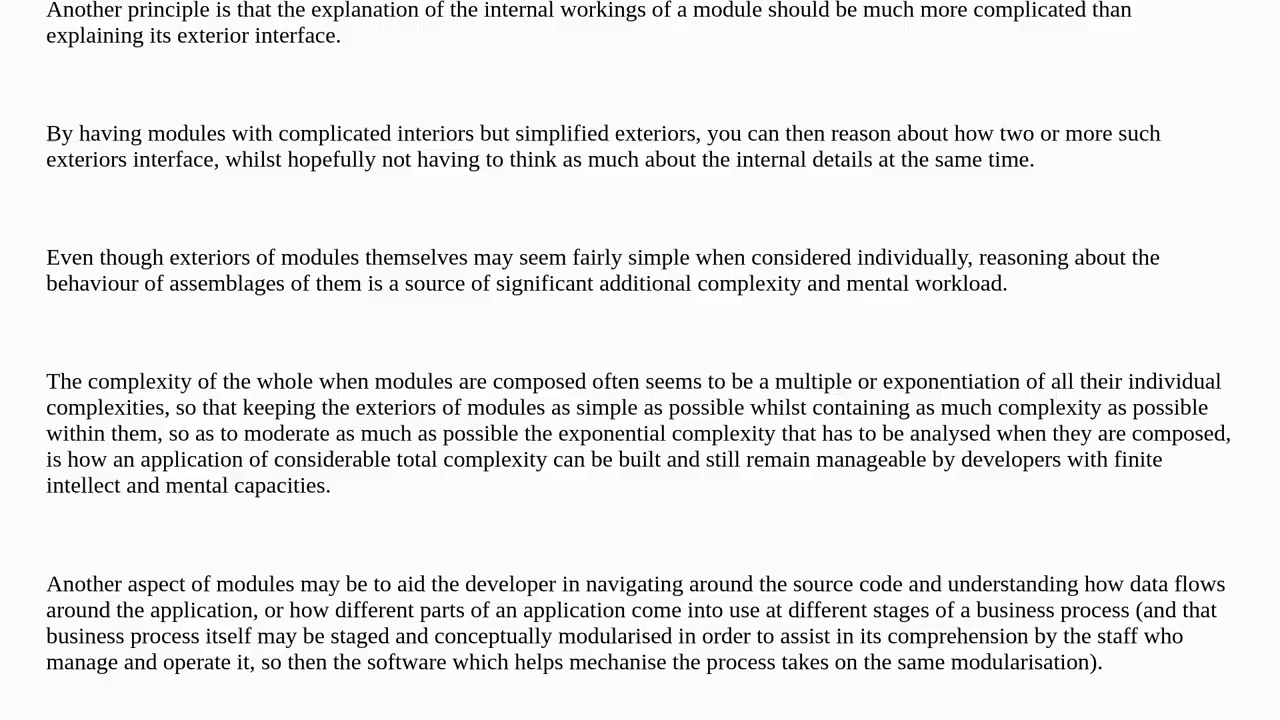 Another principle is that the explanation of the internal workings of a module should be much more complicated than
explaining its exterior interface.
By having modules with complicated interiors but simplified exteriors, you can then reason about how two or more such
exteriors interface, whilst hopefully not having to think as much about the internal details at the same time.
Even though exteriors of modules themselves may seem fairly simple when considered individually, reasoning about the
behaviour of assemblages of them is a source of significant additional complexity and mental workload.
The complexity of the whole when modules are composed often seems to be a multiple or exponentiation of all their individual
complexities, so that keeping the exteriors of modules as simple as possible whilst containing as much complexity as possible
within them, so as to moderate as much as possible the exponential complexity that has to be analysed when they are composed,
is how an application of considerable total complexity can be built and still remain manageable by developers with finite
intellect and mental capacities.
Another aspect of modules may be to aid the developer in navigating around the source code and understanding how data flows
around the application, or how different parts of an application come into use at different stages of a business process (and that
business process itself may be staged and conceptually modularised in order to assist in its comprehension by the staff who
manage and operate it, so then the software which helps mechanise the process takes on the same modularisation).